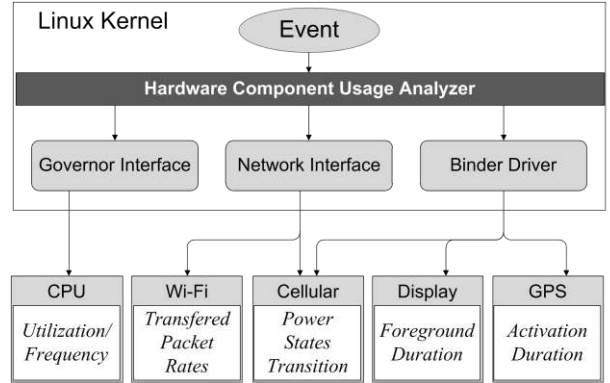 Linux Kernel
Event
Hardware Component Usage Analyzer
Governor Interface
Network Interface
Binder Driver
CPU
Utilization/
Frequency
Wi-Fi
Transfered
Packet
Rates
Cellular
Power
States
Transition
Display
Foreground
Duration
GPS
Activation
Duration